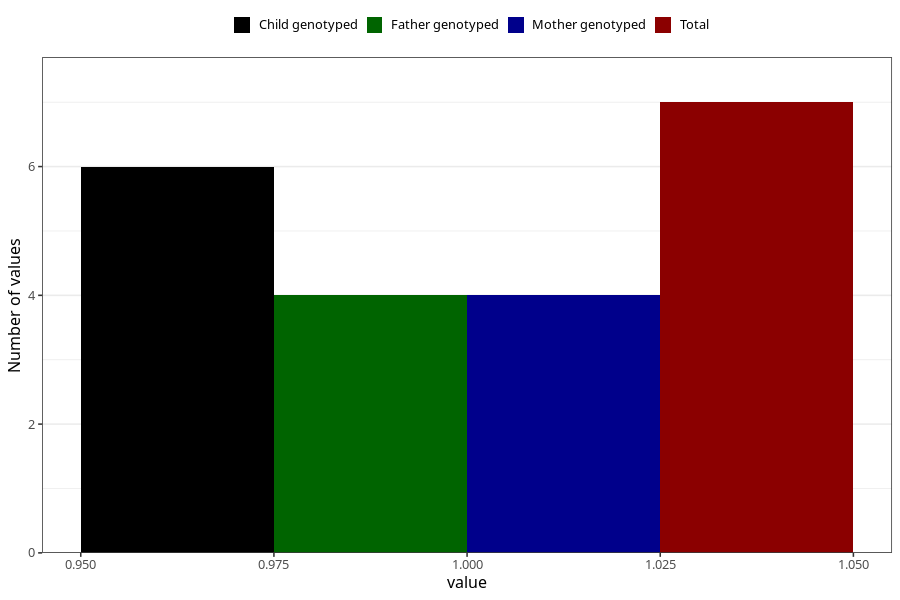 Child genotyped Father genotyped Mother genotyped Total
Number of values
6
4
2
0
0.950 0.975 1.000 1.025 1.050
value